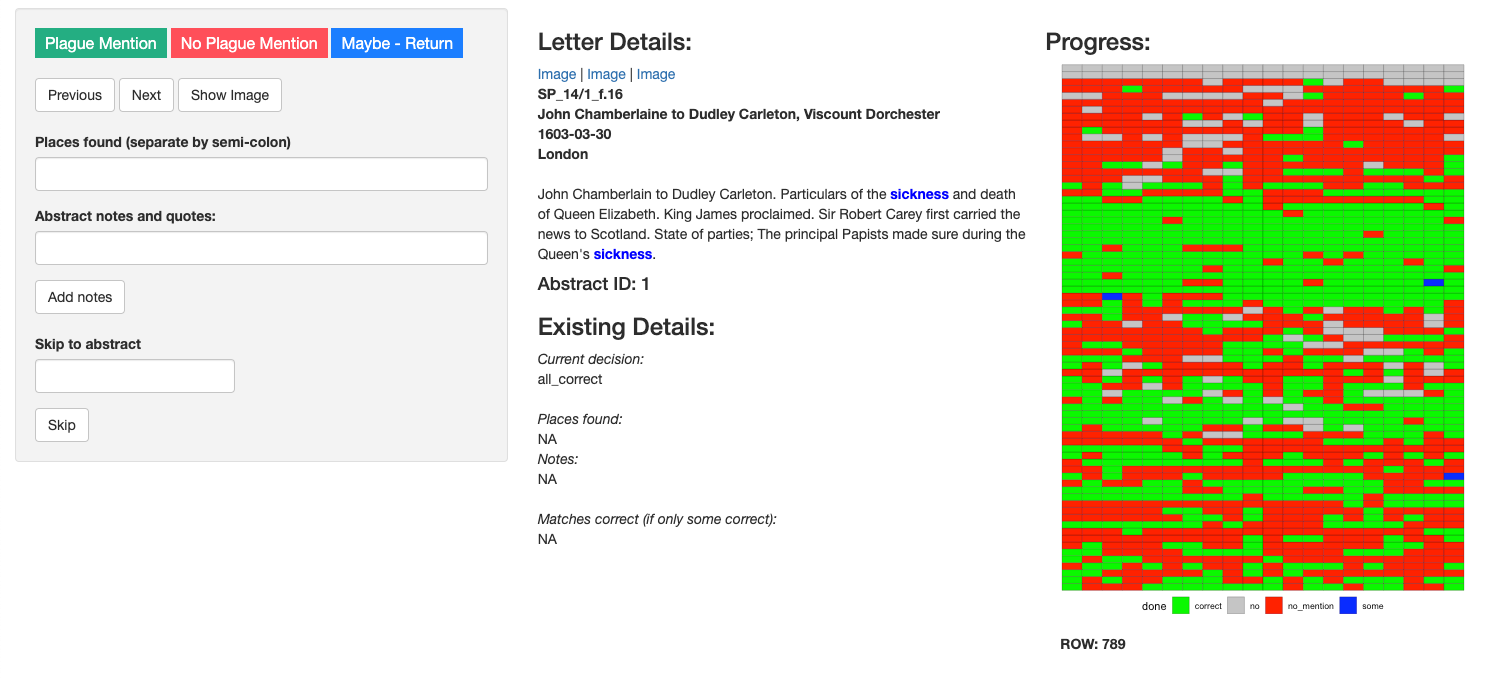 Plague Mention No Plague Mention Maybe - Return
Previous Next Show Image
Places found (separate by semi-colon)
Abstract notes and quotes:
Add notes
Skip to abstract
Skip
Letter Details:
Image | Image | Image
SP_14/1_f.16
John Chamberlaine to Dudley Carleton, Viscount Dorchester
1603-03-30
London
John Chamberlain to Dudley Carleton. Particulars of the sickness and death
of Queen Elizabeth. King James proclaimed. Sir Robert Carey first carried the
news to Scotland. State of parties; The principal Papists made sure during the
Queen's sickness.
Abstract ID: 1
Existing Details:
Current decision:
all_correct
Places found:
NA
Notes:
NA
Matches correct (if only some correct):
NA
Progress:
done correct no no_mention some
ROW: 789